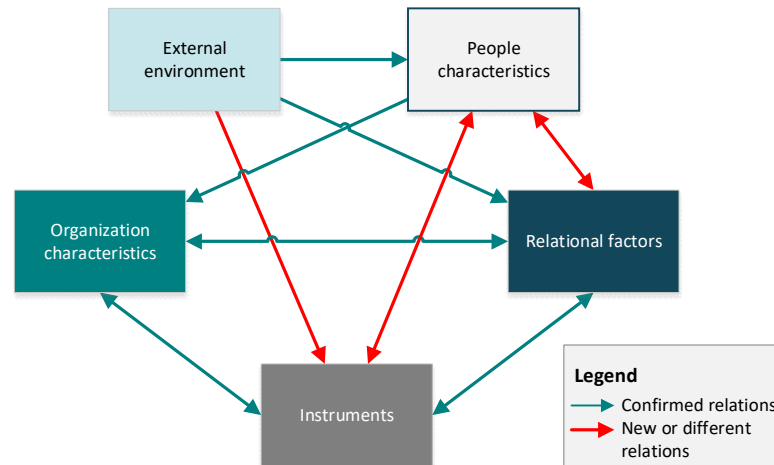 External
environment
People
characteristics
Organization
characteristics
Relational factors
Instruments
Legend
Confirmed relations
New or different
relations